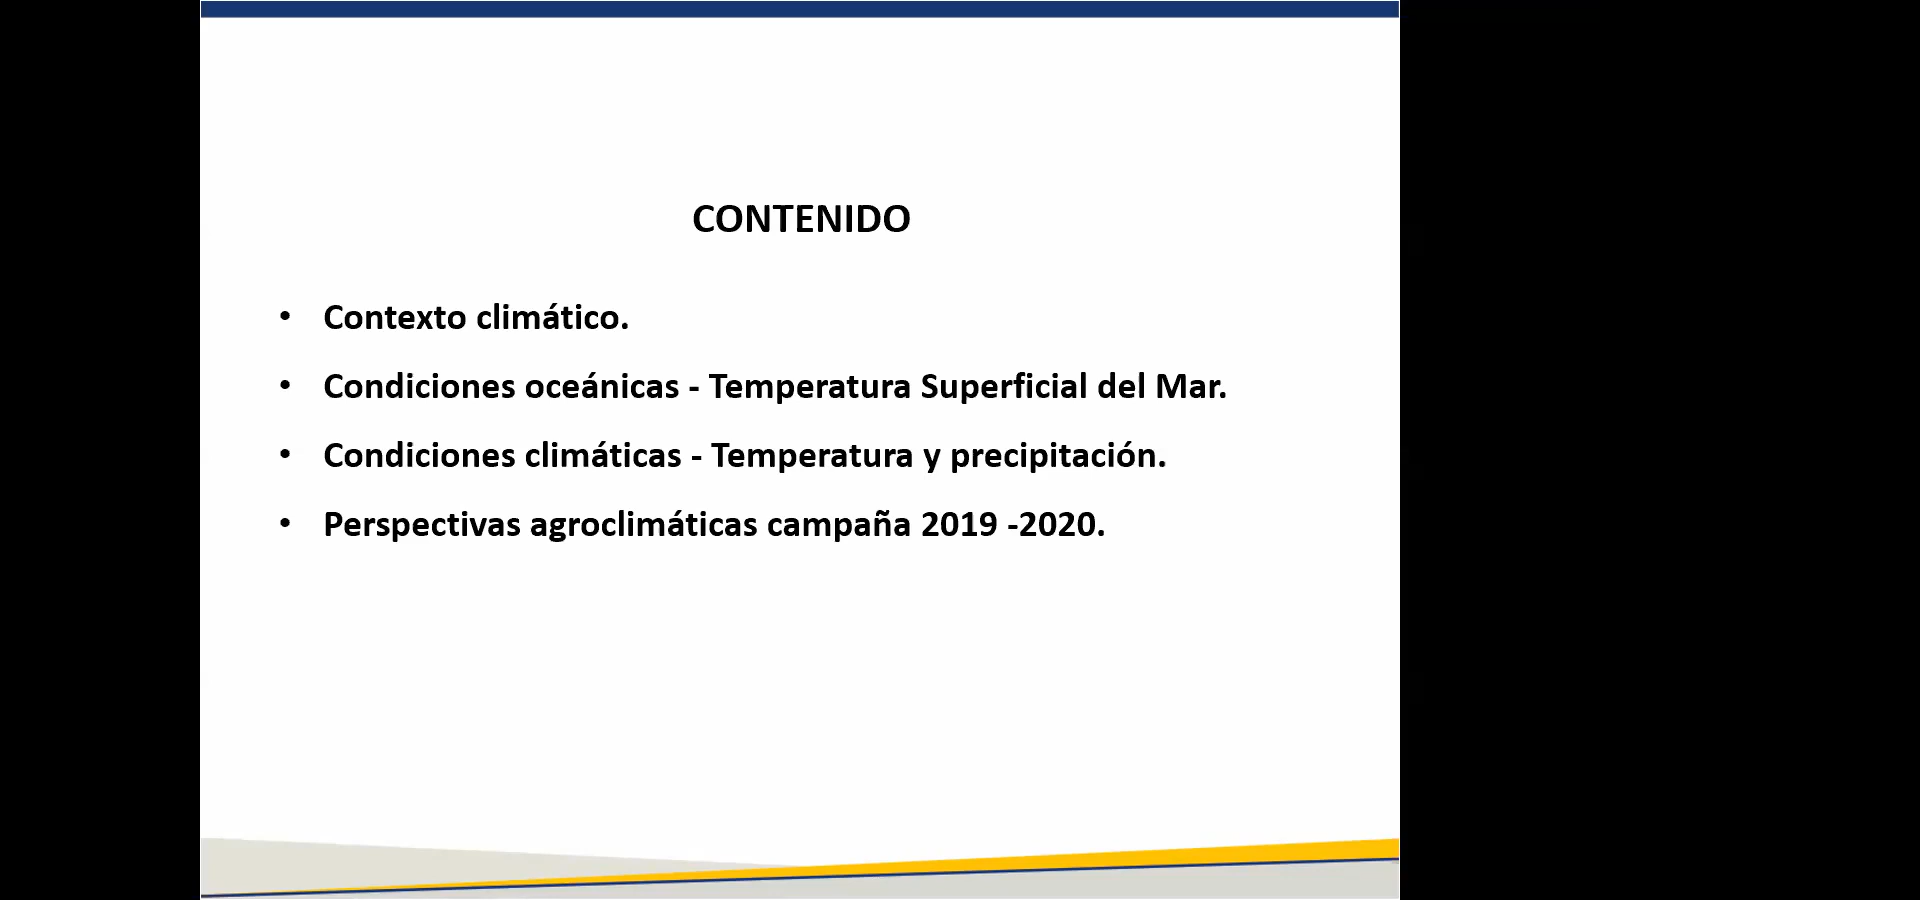 CONTENIDO
• Contexto climático.
• Condiciones oceánicas - Temperatura Superficial del Mar.
• Condiciones climáticas - Temperatura y precipitación.
• Perspectivas agroclimáticas campaña 2019 -2020.